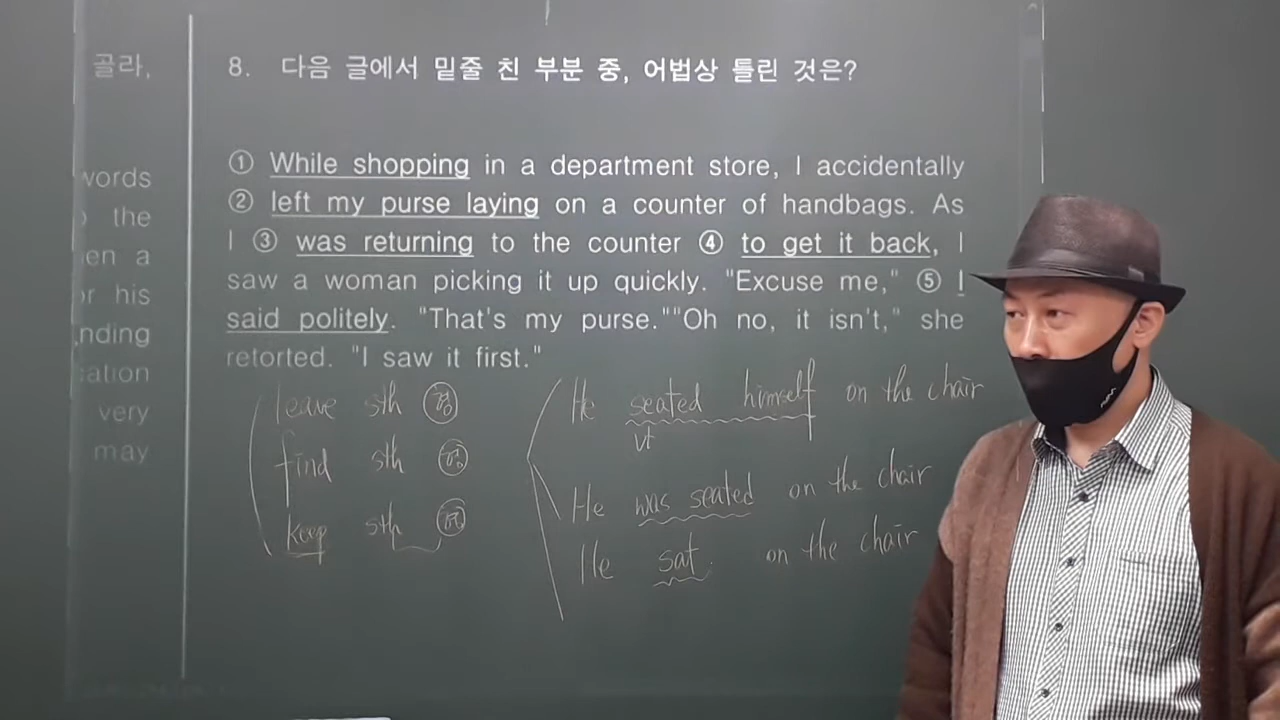 골라,
words
the
en a
or his
nding
ation
very
may
8. 다음 글에서 밑줄 친 부분 중, 어법상 틀린 것은?
① While shopping in a department store, I accidentally
② left my purse laying on a counter of handbags. As
I ③ was returning to the counter ④ to get it back, I
saw a woman picking it up quickly. "Excuse me," ⑤ I
said politely. "That's my purse.""Oh no, it isn't," she
retorted. "I saw it first."
leave sth 형
find sth 형
keep sth 형
He seated himself on the chair
vt
He was seated on the chair
He sat on the chair